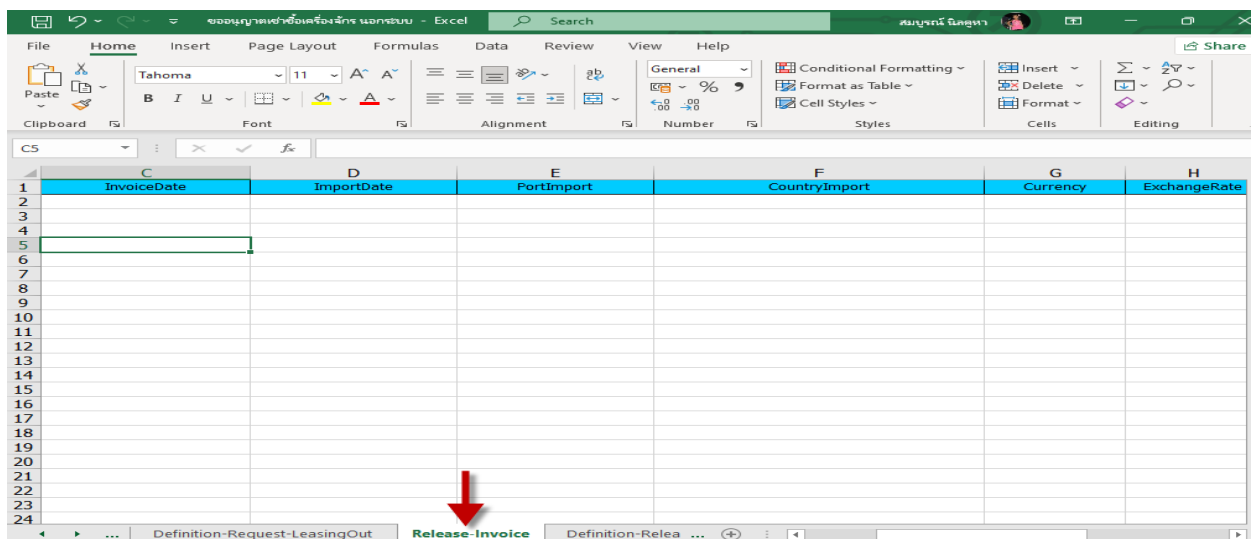 ขออนุญาตเช่าซื้อเครื่องจักร นอกระบบ - Excel Search สมบูรณ์ นิลคูหา
File Home Insert Page Layout Formulas Data Review View Help Share
Paste Tahoma 11 A^ A˅ ab General Conditional Formatting Insert Σ
B I U A % 9 Format as Table Delete
Cell Styles Format
Clipboard Font Alignment Number Styles Cells Editing
C5 fx
C D E F G H
1 InvoiceDate ImportDate PortImport CountryImport Currency ExchangeRate
2
3
4
5
6
7
8
9
10
11
12
13
14
15
16
17
18
19
20
21
22
23
24
... Definition-Request-LeasingOut Release-Invoice Definition-Relea ...